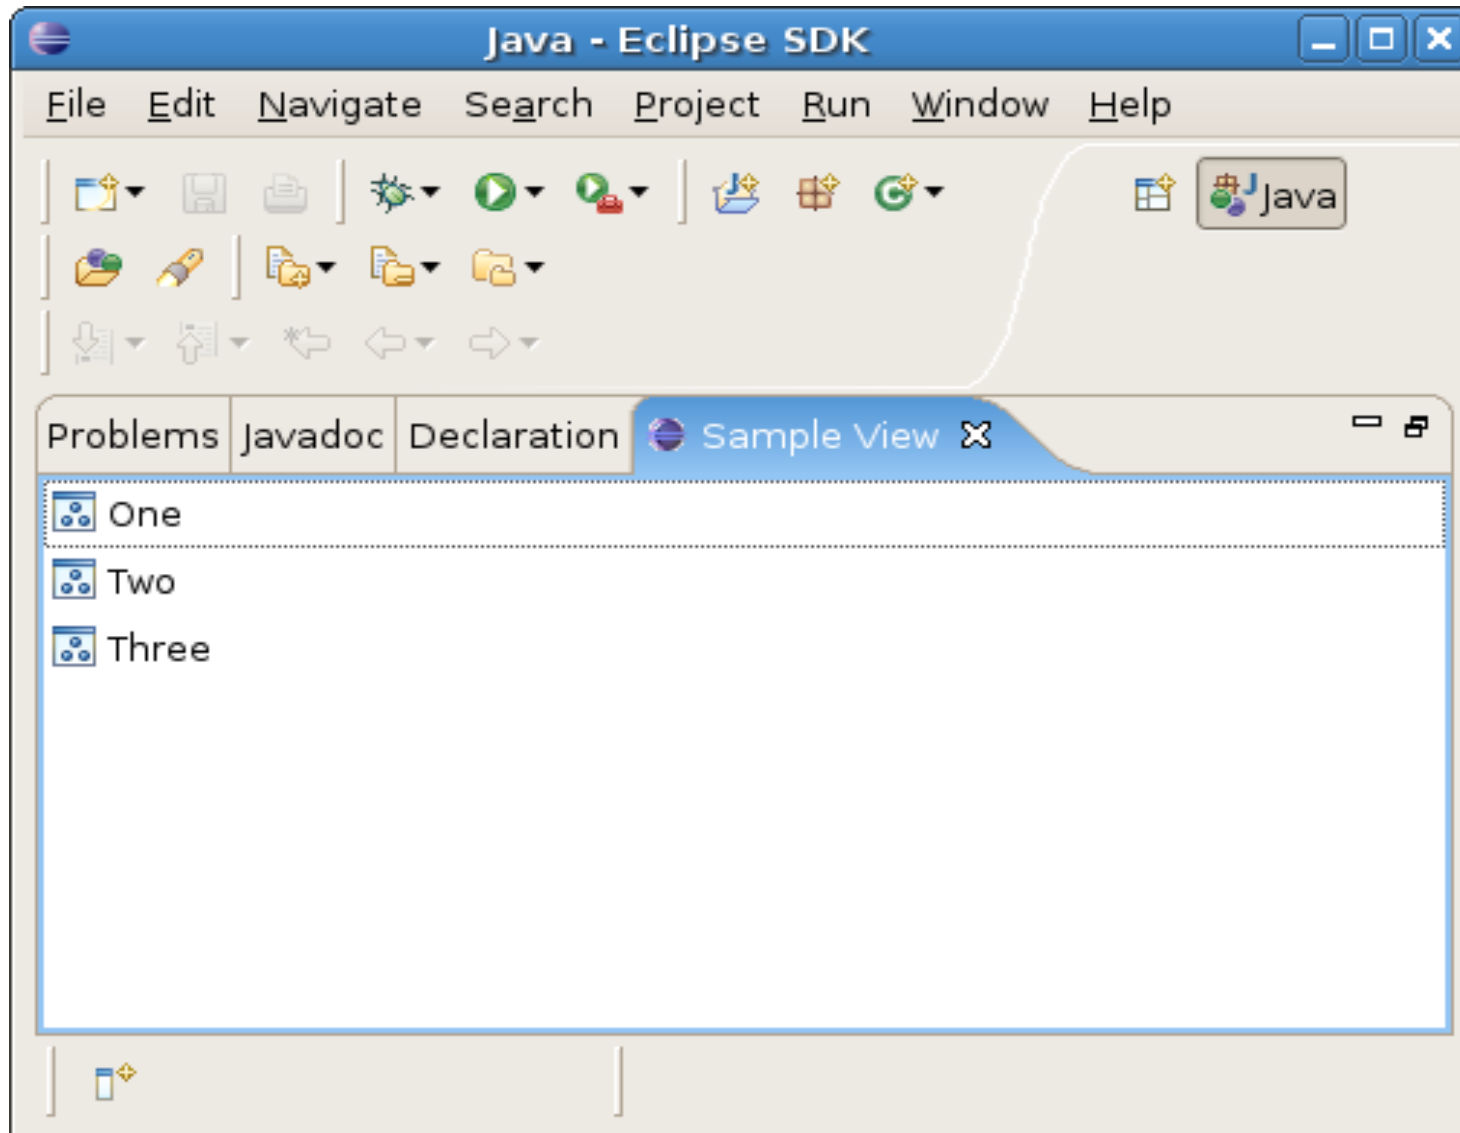 Java - Eclipse SDK
File Edit Navigate Search Project Run Window Help
Java
Problems Javadoc Declaration Sample View
One
Two
Three